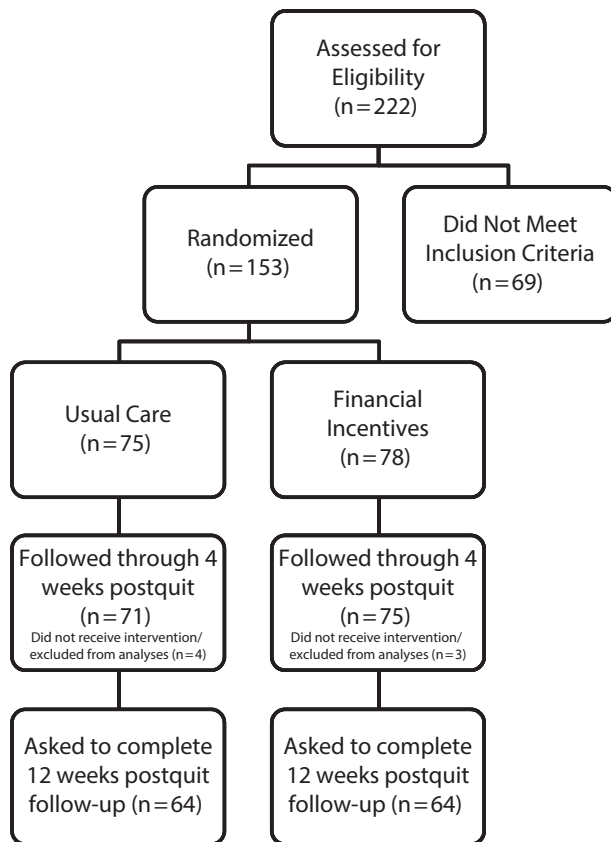 Assessed for
Eligibility
(n=222)
Randomized
(n=153)
Did Not Meet
Inclusion Criteria
(n=69)
Usual Care
(n=75)
Financial
Incentives
(n=78)
Followed through 4
weeks postquit
(n=71)
Did not receive intervention/
excluded from analyses (n=4)
Followed through 4
weeks postquit
(n=75)
Did not receive intervention/
excluded from analyses (n=3)
Asked to complete
12 weeks postquit
follow-up (n=64)
Asked to complete
12 weeks postquit
follow-up (n=64)